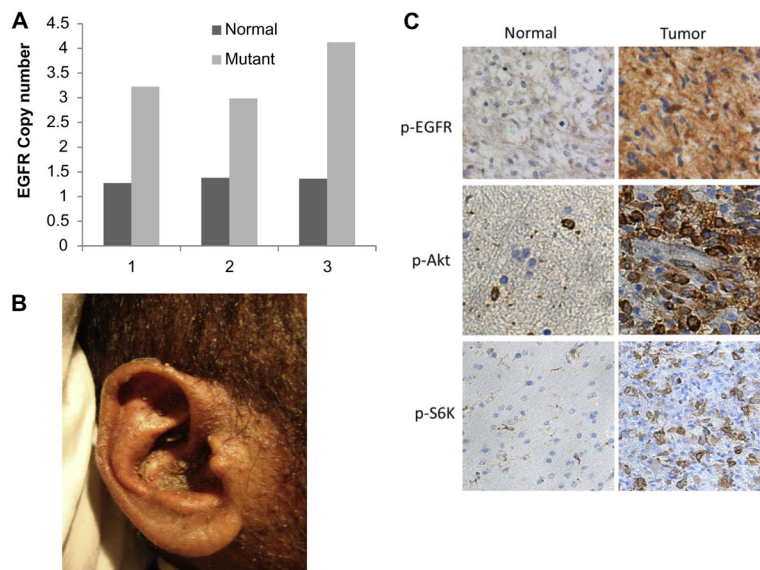 A
4.5
4
3.5
3
2.5
2
1.5
1
0.5
0
EGFR Copy number
Normal
Mutant
1 2 3
B
C
Normal Tumor
p-EGFR
p-Akt
p-S6K